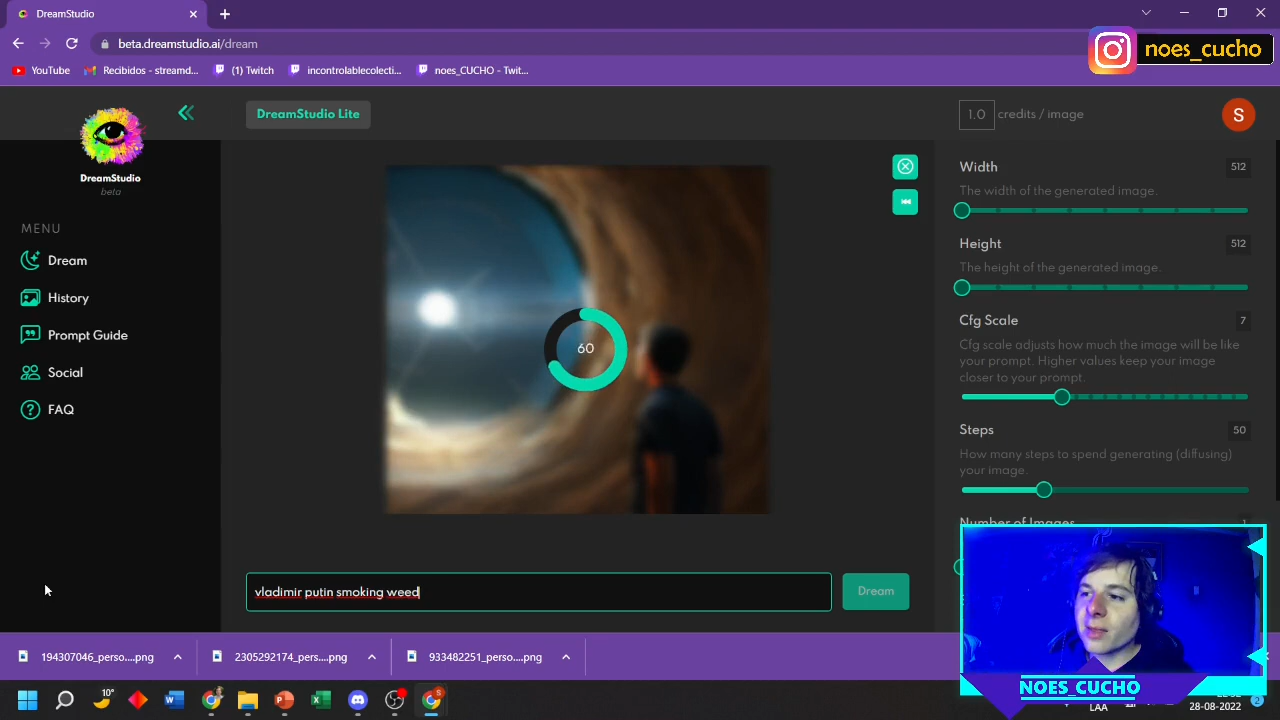 DreamStudio
beta.dreamstudio.ai/dream
noes_cucho
YouTube
Recibidos - streamd...
(1) Twitch
incontrolablecolecti...
noes_CUCHO - Twit...
DreamStudio
beta
DreamStudio Lite
1.0 credits / image
S
MENU
Dream
History
Prompt Guide
Social
FAQ
60
Width
512
The width of the generated image.
Height
512
The height of the generated image.
Cfg Scale
7
Cfg scale adjusts how much the image will be like
your prompt. Higher values keep your image
closer to your prompt.
Steps
50
How many steps to spend generating (diffusing)
your image.
Number of Images
vladimir putin smoking weed
Dream
194307046_perso....png
2305292174_pers....png
933482251_perso....png
NOES_CUCHO
10°
LAA
28-08-2022
2